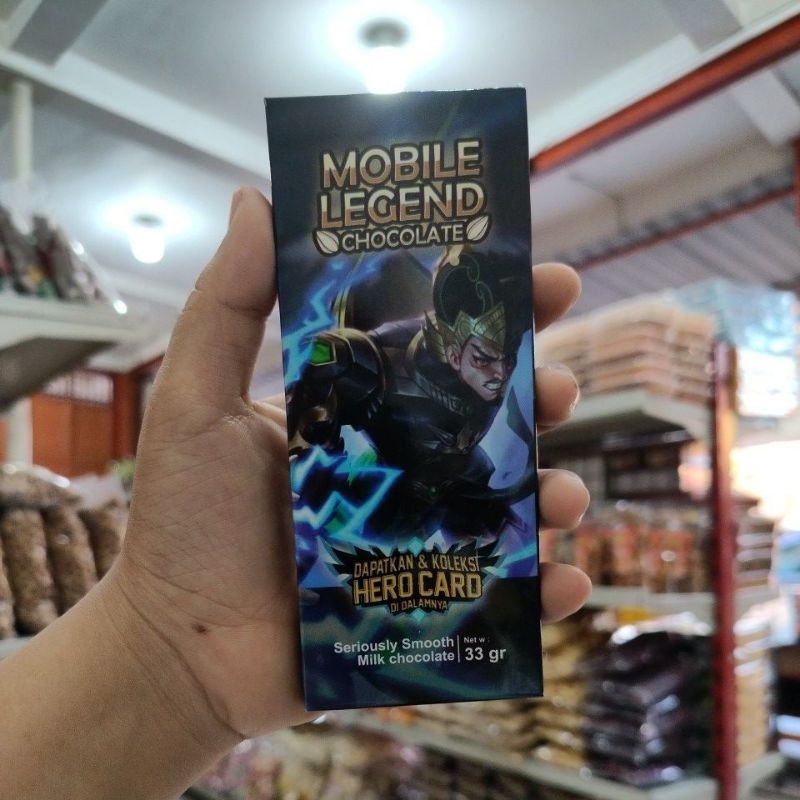 MOBILE
LEGEND
CHOCOLATE
DAPATKAN & KOLEKSI
HERO CARD
DI DALAMNYA
Seriously Smooth
Milk chocolate
Net w :
33 gr